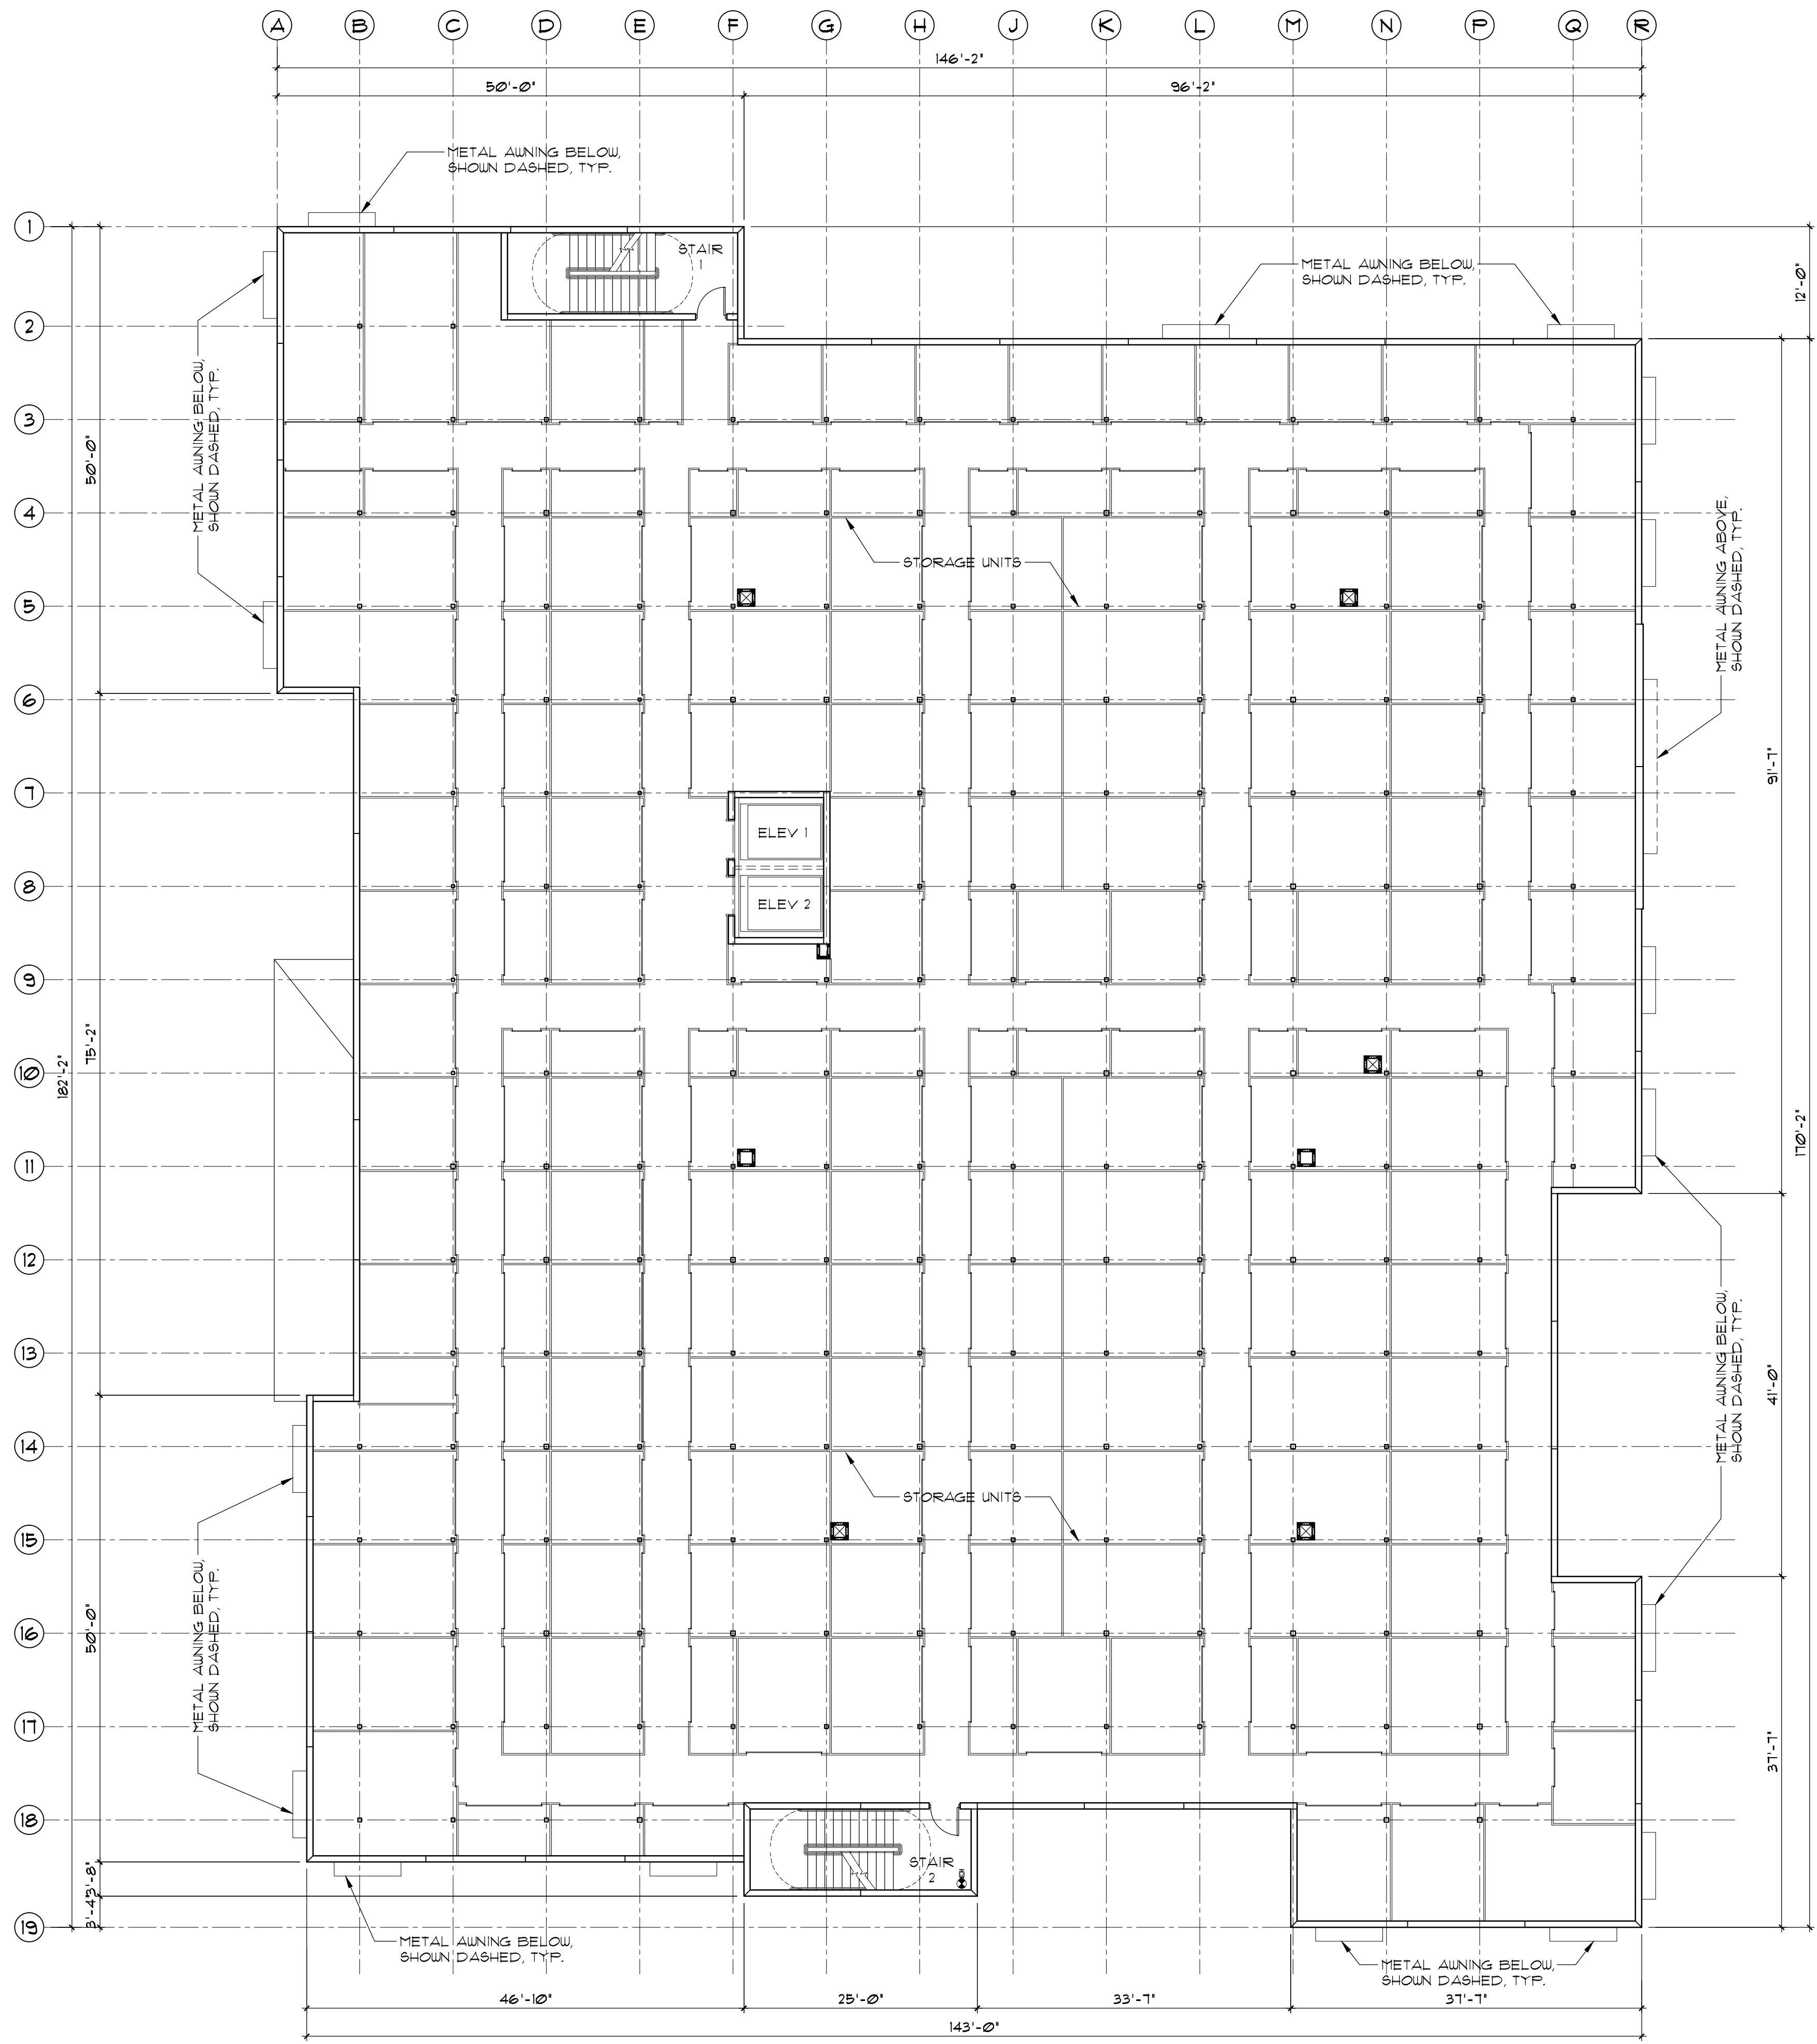 A B C D E F G H J K L M N P Q R
146'-2"
50'-0" 96'-2"
METAL AWNING BELOW,
SHOWN DASHED, TYP.
1
STAIR
1
METAL AWNING BELOW,
SHOWN DASHED, TYP.
12'-0"
2
METAL AWNING BELOW,
SHOWN DASHED, TYP.
3
50'-0"
4
STORAGE UNITS
METAL AWNING ABOVE,
SHOWN DASHED, TYP.
5
6
91'-7"
7
ELEV 1
8
ELEV 2
9
75'-2"
182'-2"
10
170'-2"
11
12
13
METAL AWNING BELOW,
SHOWN DASHED, TYP.
41'-0"
14
STORAGE UNITS
15
METAL AWNING BELOW,
SHOWN DASHED, TYP.
16
50'-0"
17
37'-7"
18
STAIR
2
3'-8"
3'-4"
19
METAL AWNING BELOW,
SHOWN DASHED, TYP.
METAL AWNING BELOW,
SHOWN DASHED, TYP.
46'-10" 25'-0" 33'-7" 37'-7"
143'-0"